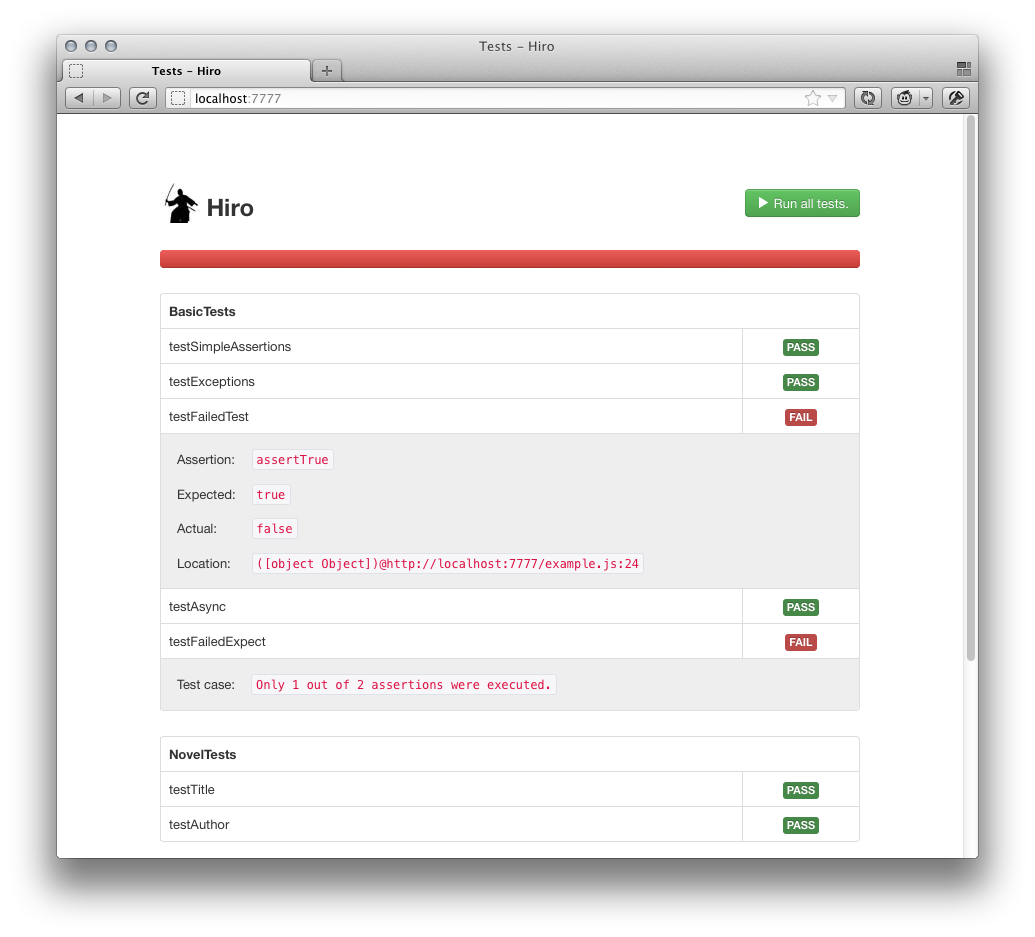 Tests – Hiro
Tests – Hiro
localhost:7777
Hiro
Run all tests.
BasicTests
testSimpleAssertions PASS
testExceptions PASS
testFailedTest FAIL
Assertion: assertTrue
Expected: true
Actual: false
Location: ([object Object])@http://localhost:7777/example.js:24
testAsync PASS
testFailedExpect FAIL
Test case: Only 1 out of 2 assertions were executed.
NovelTests
testTitle PASS
testAuthor PASS